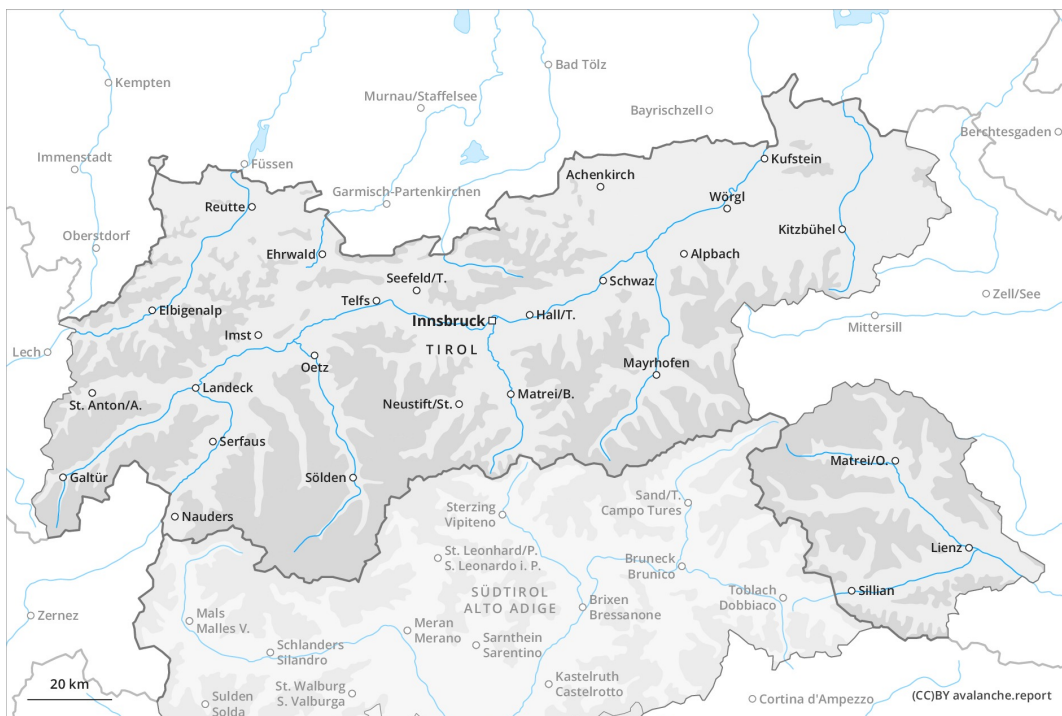 Kempten
Bad Tölz
Murnau/Staffelsee
Bayrischzell
Berchtesgaden
Immenstadt
Füssen
Kufstein
Achenkirch
Garmisch-Partenkirchen
Reutte
Wörgl
Oberstdorf
Kitzbühel
Ehrwald
Alpbach
Seefeld/T.
Schwaz
Zell/See
Telfs
Elbigenalp
Innsbruck
Hall/T.
Mittersill
Imst
TIROL
Lech
Oetz
Mayrhofen
Landeck
St. Anton/A.
Neustift/St.
Matrei/B.
Serfaus
Matrei/O.
Galtür
Sölden
Sand/T.
Campo Tures
Sterzing
Vipiteno
Nauders
Lienz
St. Leonhard/P.
S. Leonardo i. P.
Bruneck
Brunico
SÜDTIROL
ALTO ADIGE
Toblach
Dobbiaco
Sillian
Brixen
Bressanone
Zernez
Mals
Malles V.
Meran
Merano
Sarnthein
Sarentino
Schlanders
Silandro
Kastelruth
Castelrotto
20 km
St. Walburg
S. Valburga
Sulden
Solda
Cortina d'Ampezzo
(CC)BY avalanche.report